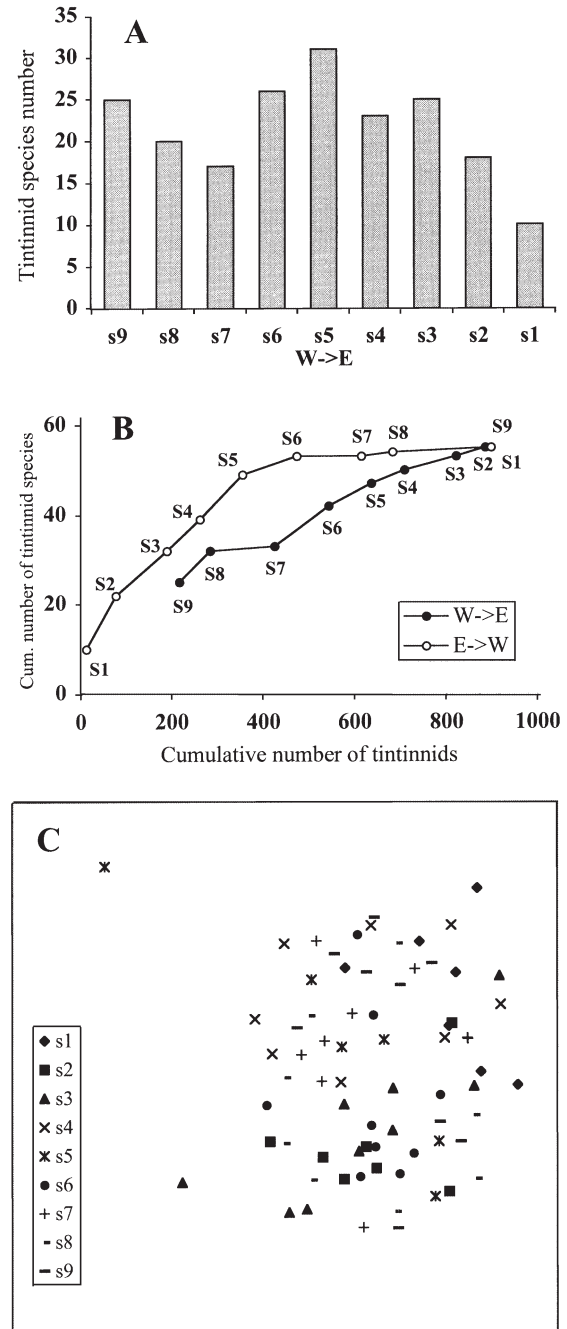 A
Tintinnid species number
35
30
25
20
15
10
5
0
s9 s8 s7 s6 s5 s4 s3 s2 s1
W->E
B
Cum. number of tintinnid species
60
40
20
0
S1
S2
S3
S4
S5
S6
S7
S8
S9
S9
S8
S7
S6
S5
S4
S3
S2
S1
W->E
E->W
0 200 400 600 800 1000
Cumulative number of tintinnids
C
s1
s2
s3
s4
s5
s6
s7
s8
s9